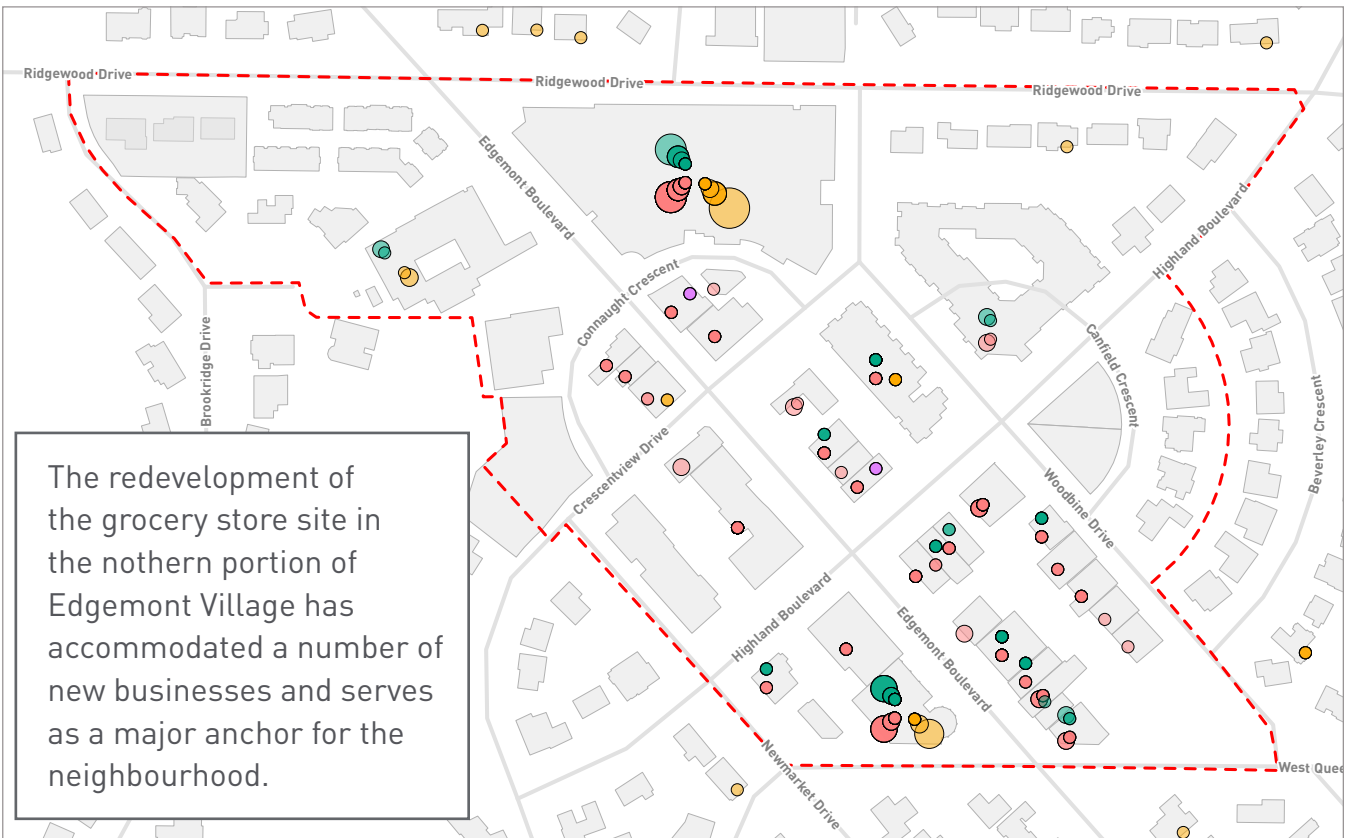 Ridgewood Drive
Ridgewood Drive
Ridgewood Drive
Edgemont Boulevard
Highland Boulevard
Connaught Crescent
Canfield Crescent
Brookridge Drive
Beverley Crescent
Crescentview Drive
Woodbine Drive
Highland Boulevard
Edgemont Boulevard
Newmarket Drive
West Quee
The redevelopment of
the grocery store site in
the nothern portion of
Edgemont Village has
accommodated a number of
new businesses and serves
as a major anchor for the
neighbourhood.